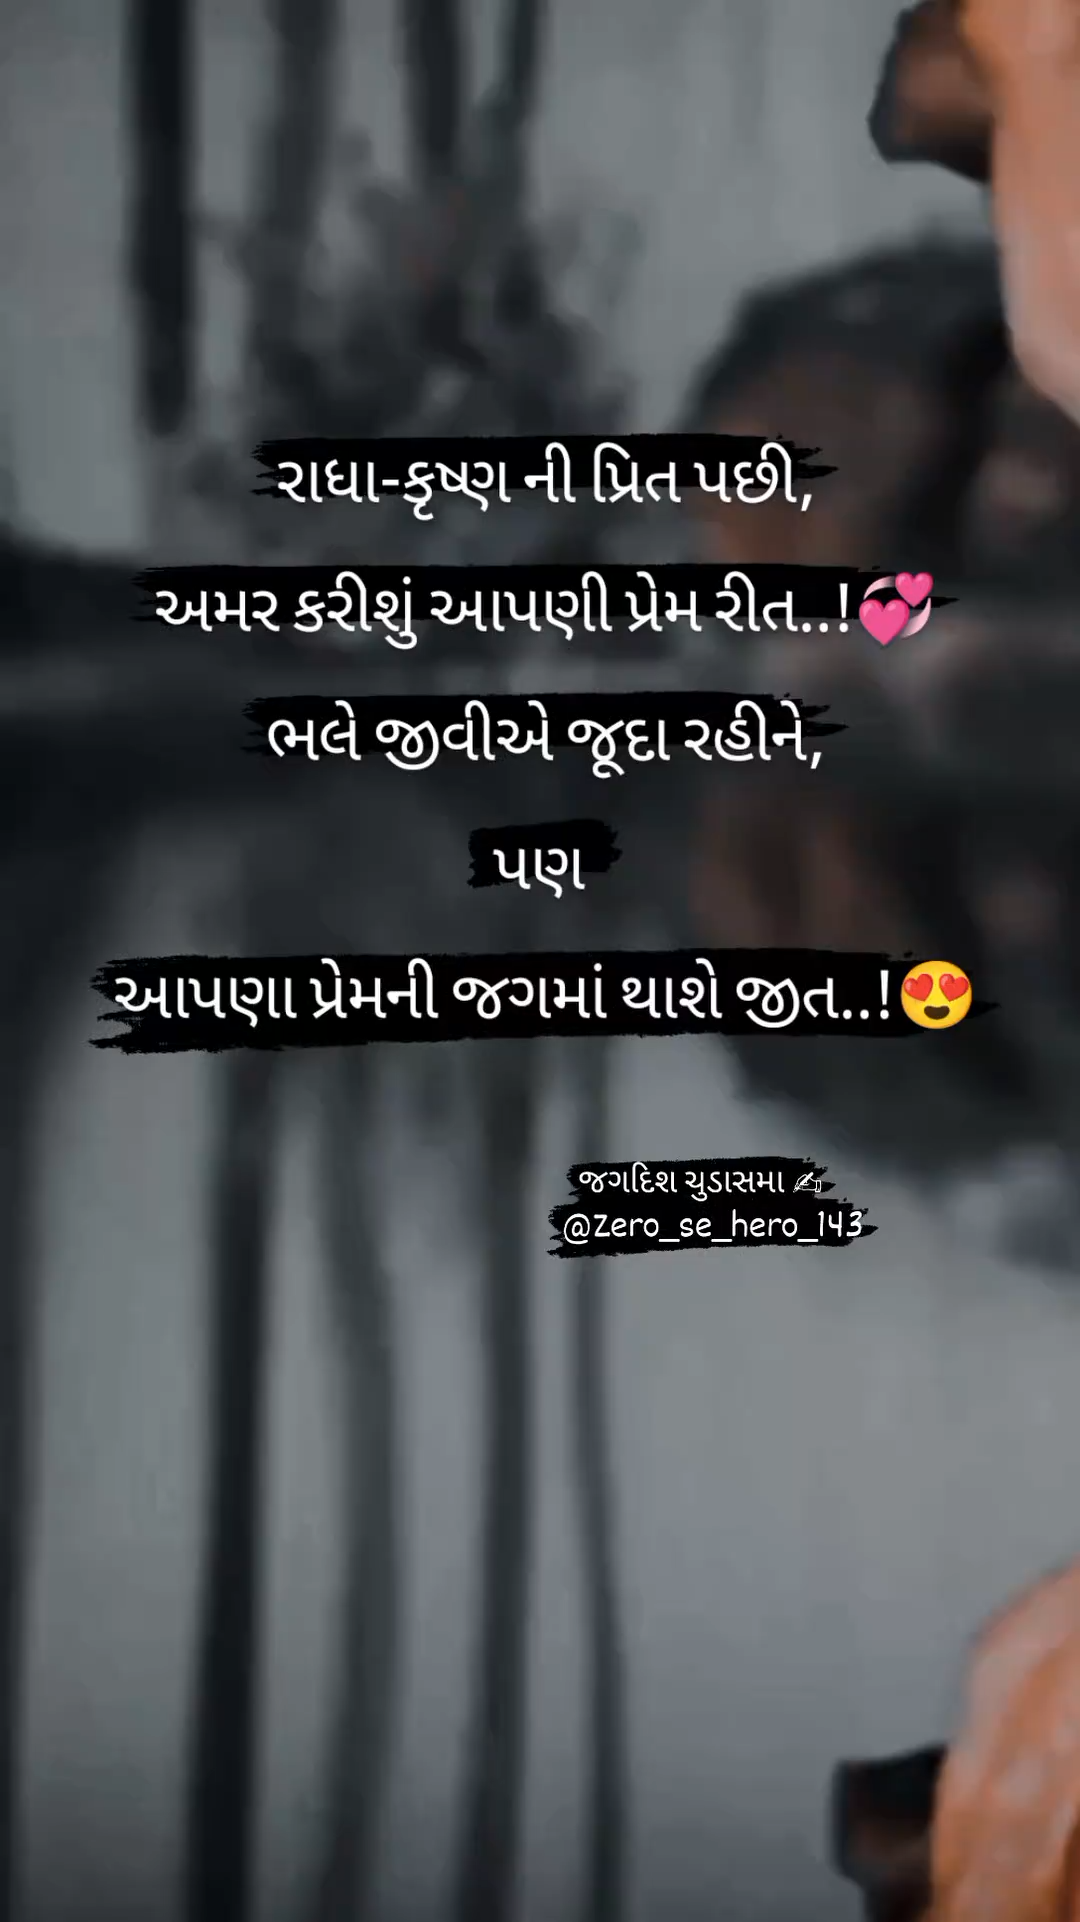 રાધા-કૃષ્ણ ની પ્રિત પછી,
અમર કરીશું આપણી પ્રેમ રીત..!💞
ભલે જીવીએ જૂદા રહીને,
પણ
આપણા પ્રેમની જગમાં થાશે જીત..!😍
જગદિશ ચુડાસમા ✍
@Zero_se_hero_143